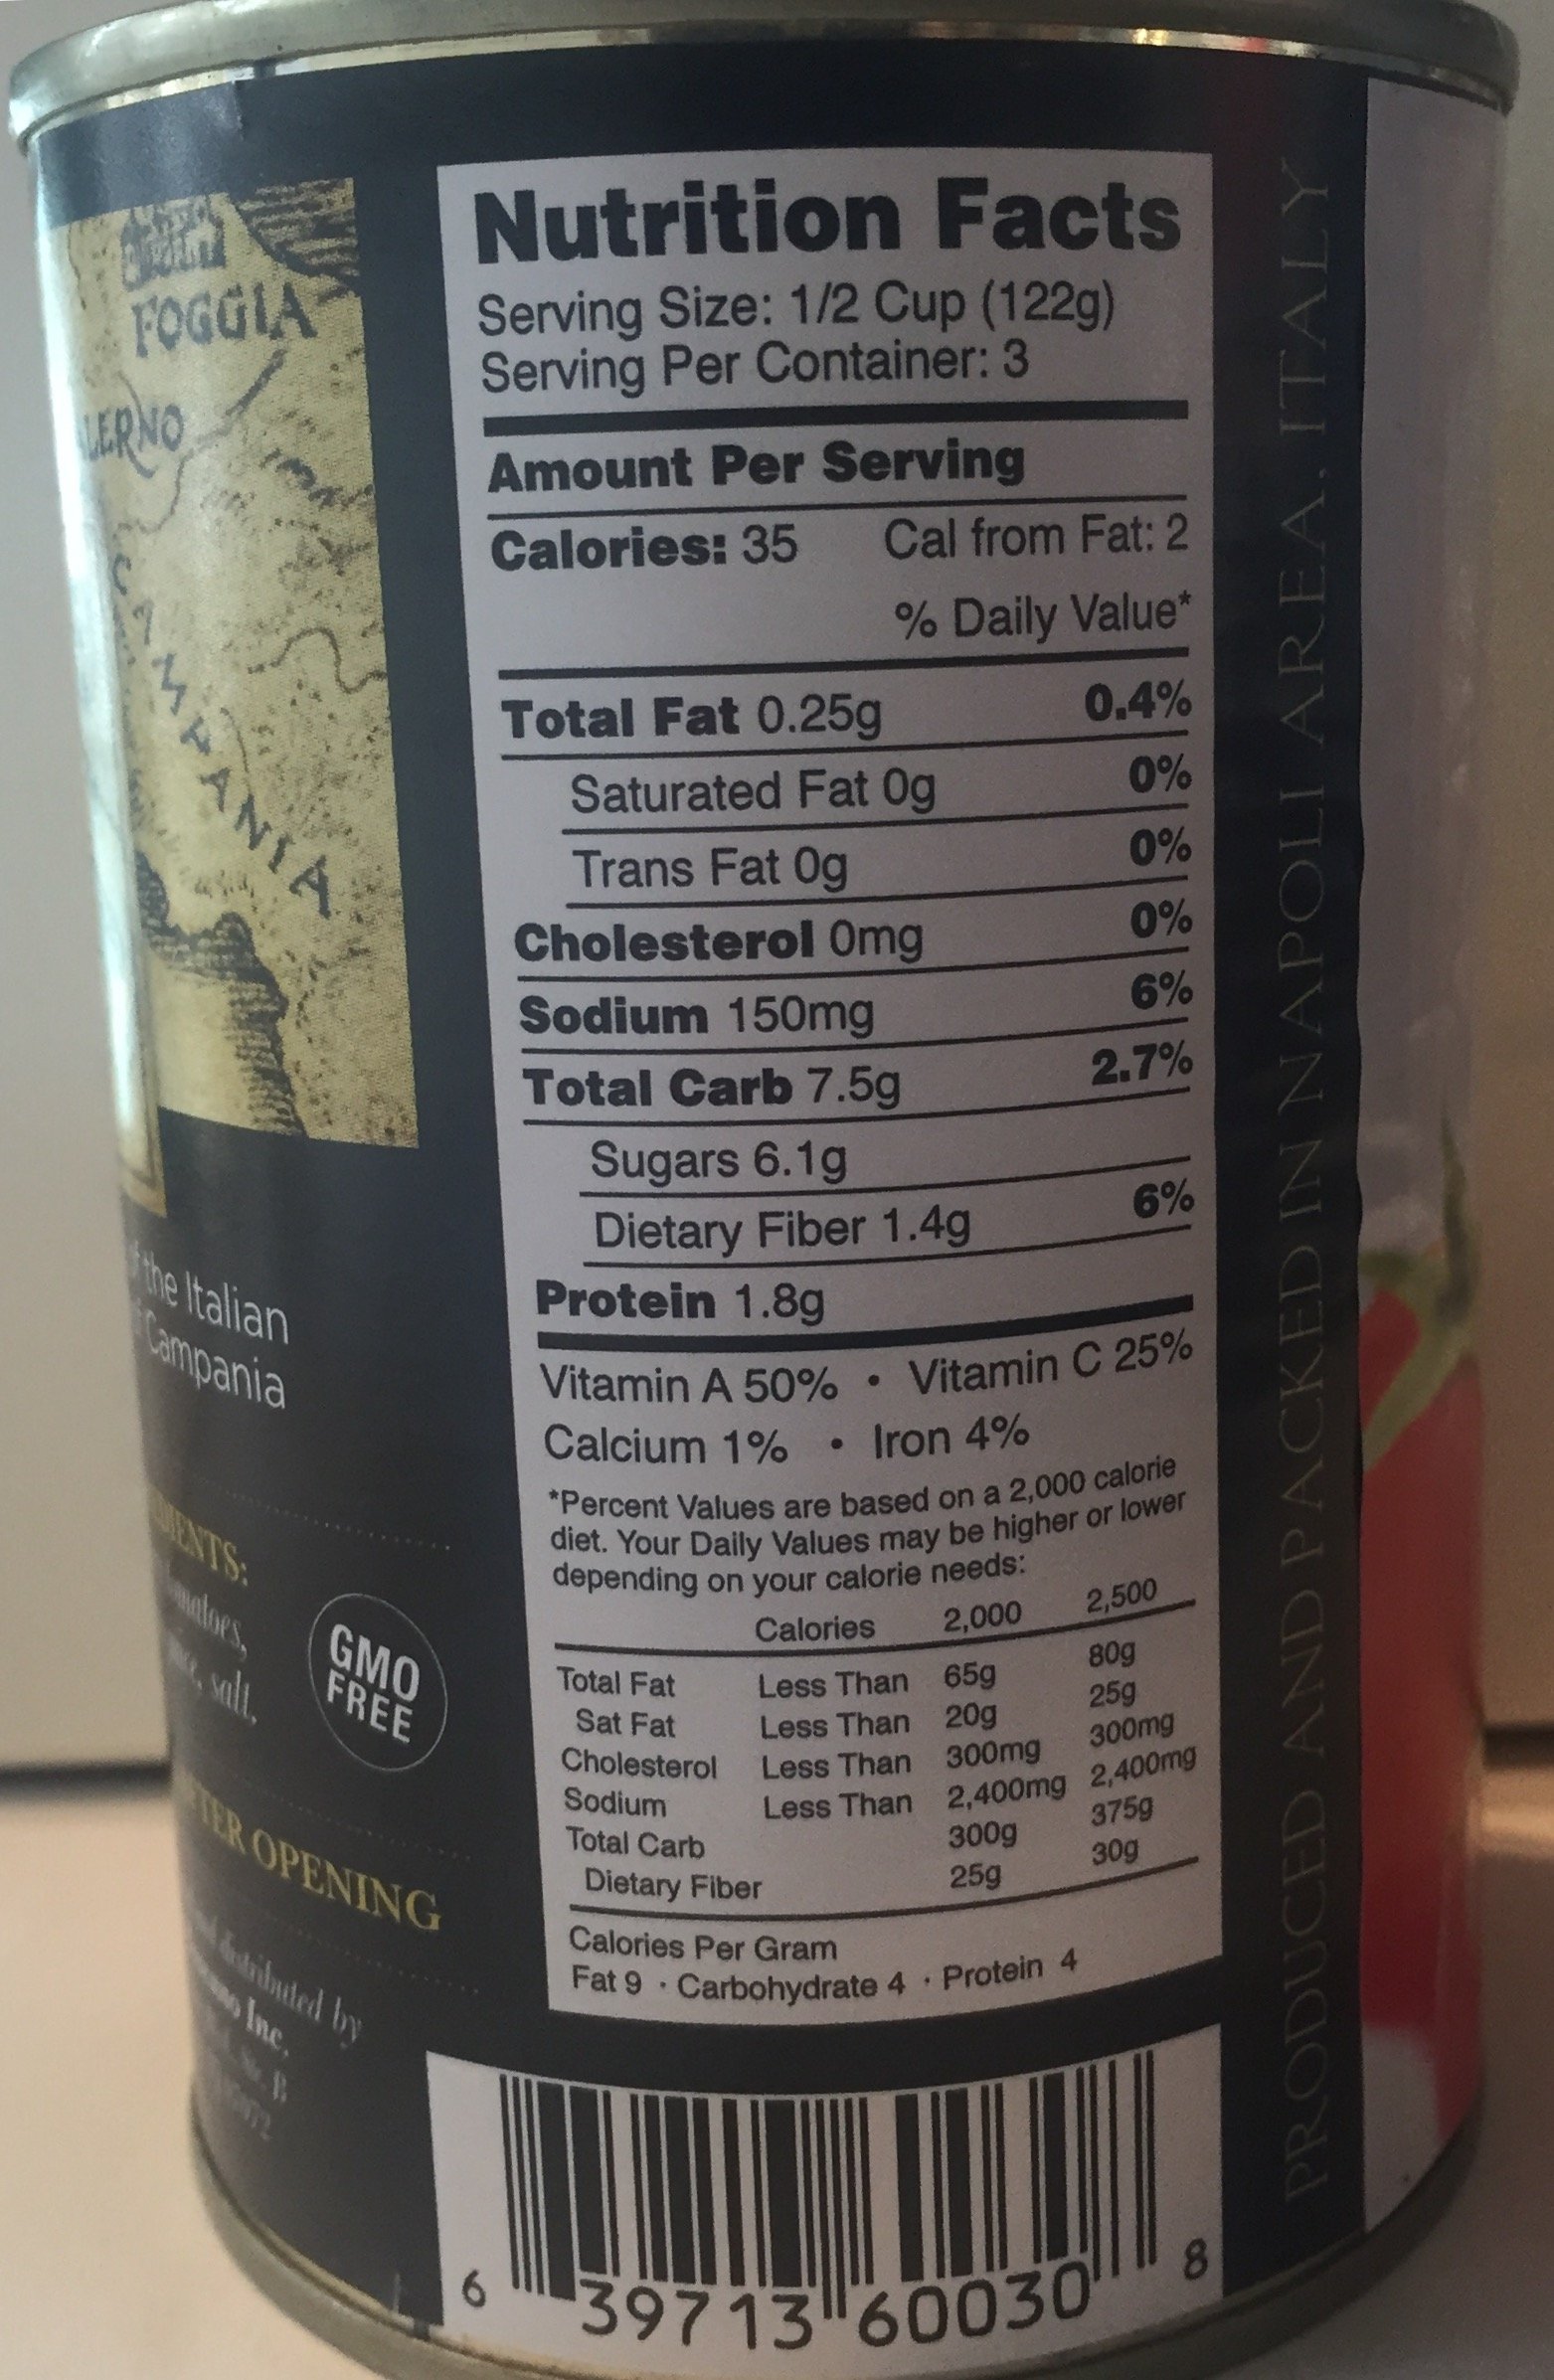 FOGGIA
CAMPANIA
the Italian
Campania
salt,
GMO
FREE
OPENING
distributed by
Inc.
Nutrition Facts
Serving Size: 1/2 Cup (122g)
Serving Per Container: 3
Amount Per Serving
Calories: 35 Cal from Fat: 2
% Daily Value*
Total Fat 0.25g 0.4%
Saturated Fat 0g 0%
Trans Fat 0g 0%
Cholesterol 0mg 0%
Sodium 150mg 6%
Total Carb 7.5g 2.7%
Sugars 6.1g
Dietary Fiber 1.4g 6%
Protein 1.8g
Vitamin A 50% • Vitamin C 25%
Calcium 1% • Iron 4%
*Percent Values are based on a 2,000 calorie
diet. Your Daily Values may be higher or lower
depending on your calorie needs:
Calories 2,000 2,500
Total Fat Less Than 65g 80g
Sat Fat Less Than 20g 25g
Cholesterol Less Than 300mg 300mg
Sodium Less Than 2,400mg 2,400mg
Total Carb 300g 375g
Dietary Fiber 25g 30g
Calories Per Gram
Fat 9 · Carbohydrate 4 · Protein 4
6 39713 60030 8
PRODUCED AND PACKED IN NAPOLI AREA, ITALY